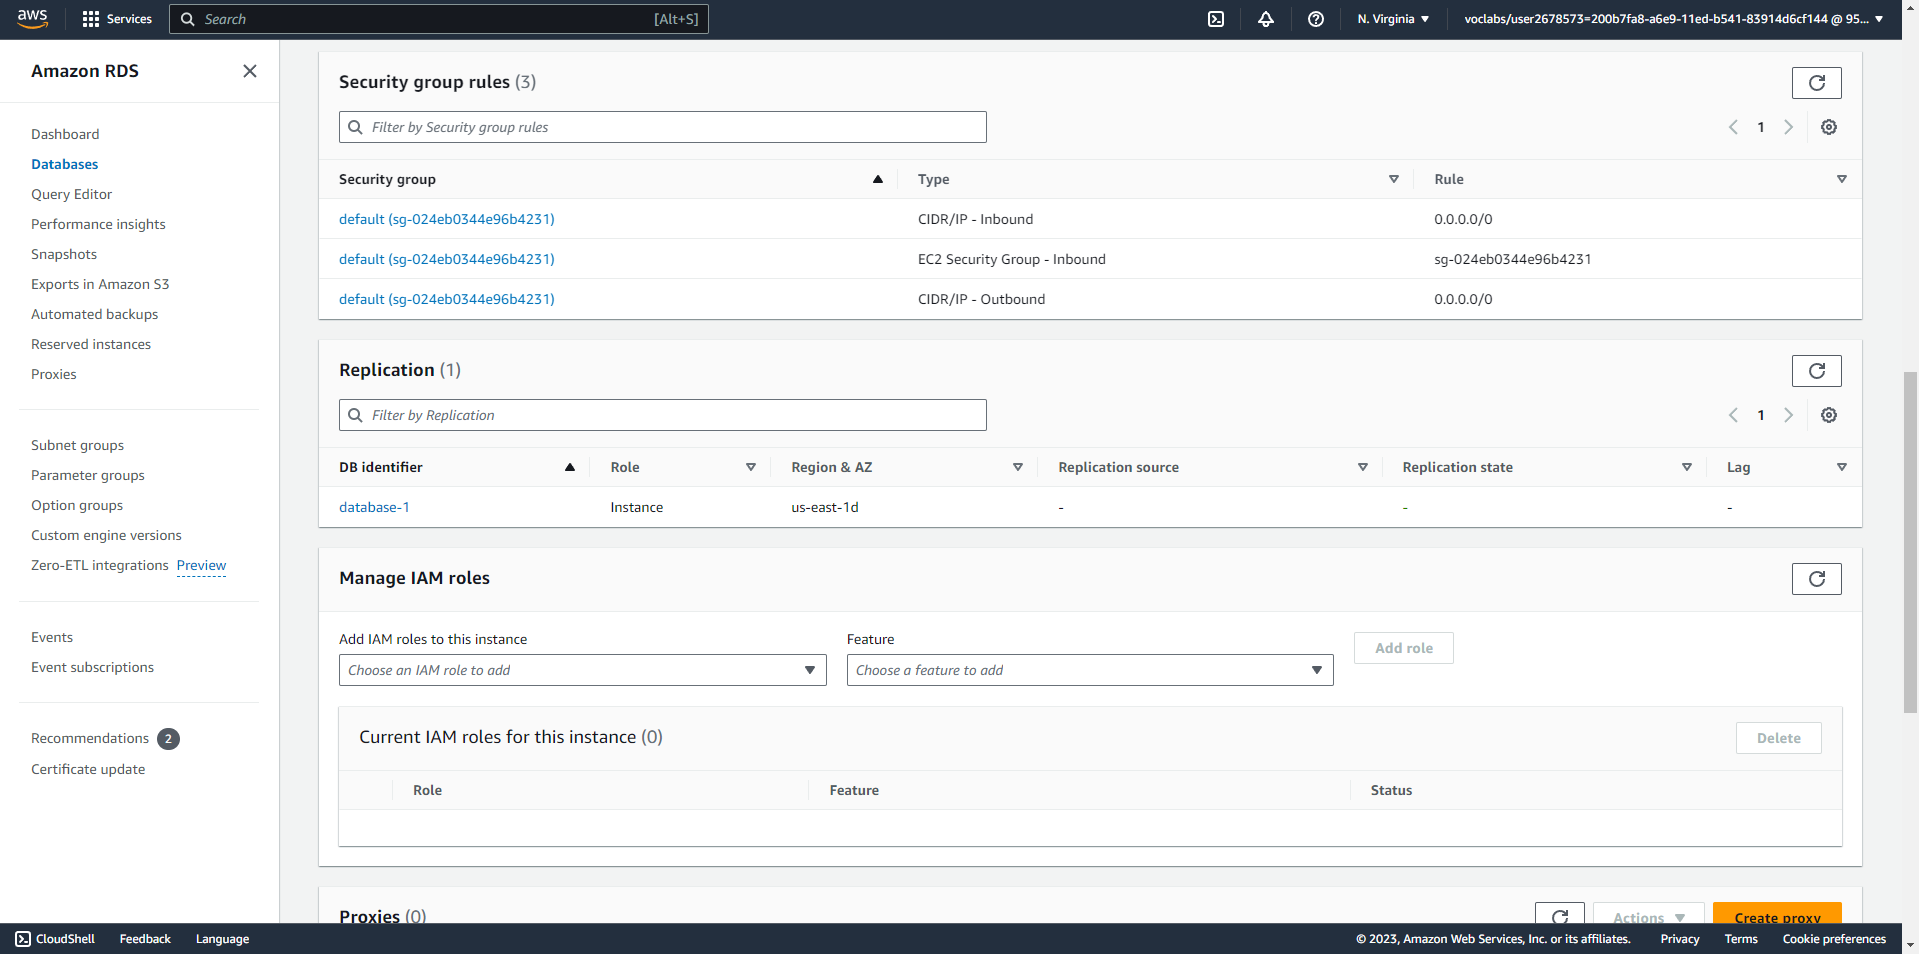 aws
Services
Search [Alt+S]
N. Virginia
voclabs/user2678573=200b7fa8-a6e9-11ed-b541-83914d6cf144 @ 95...
Amazon RDS
Dashboard
Databases
Query Editor
Performance insights
Snapshots
Exports in Amazon S3
Automated backups
Reserved instances
Proxies
Subnet groups
Parameter groups
Option groups
Custom engine versions
Zero-ETL integrations Preview
Events
Event subscriptions
Recommendations 2
Certificate update
Security group rules (3)
Filter by Security group rules
1
Security group Type Rule
default (sg-024eb0344e96b4231) CIDR/IP - Inbound 0.0.0.0/0
default (sg-024eb0344e96b4231) EC2 Security Group - Inbound sg-024eb0344e96b4231
default (sg-024eb0344e96b4231) CIDR/IP - Outbound 0.0.0.0/0
Replication (1)
Filter by Replication
1
DB identifier Role Region & AZ Replication source Replication state Lag
database-1 Instance us-east-1d - - -
Manage IAM roles
Add IAM roles to this instance Feature
Choose an IAM role to add Choose a feature to add Add role
Current IAM roles for this instance (0) Delete
Role Feature Status
Proxies (0) Actions Create proxy
CloudShell Feedback Language © 2023, Amazon Web Services, Inc. or its affiliates. Privacy Terms Cookie preferences